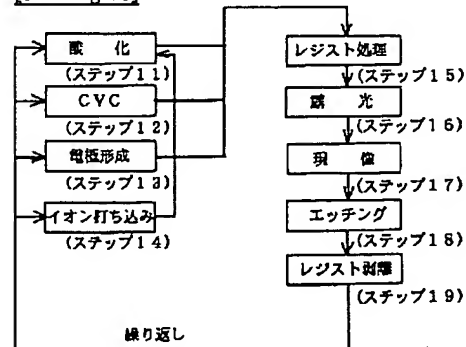 酸 化
(ステップ11)
CVC
(ステップ12)
電極形成
(ステップ13)
イオン打ち込み
(ステップ14)
レジスト処理
(ステップ15)
露 光
(ステップ16)
現 像
(ステップ17)
エッチング
(ステップ18)
レジスト剥離
(ステップ19)
繰り返し